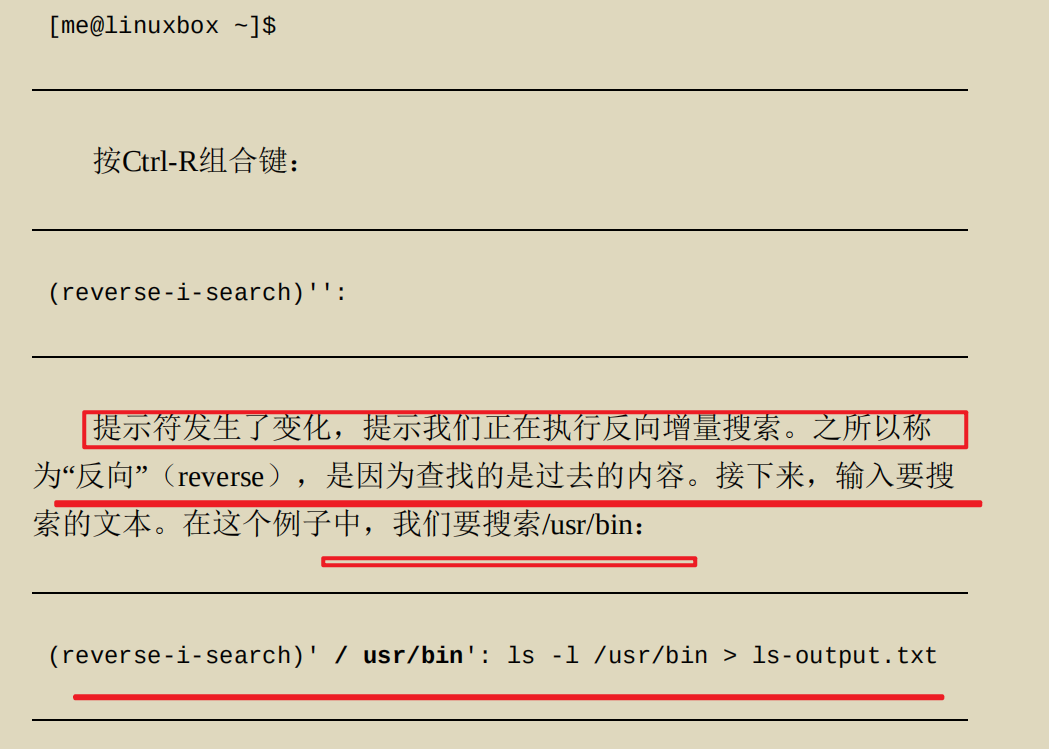 [me@linuxbox ~]$
按Ctrl-R组合键：
(reverse-i-search)'':
提示符发生了变化，提示我们正在执行反向增量搜索。之所以称
为“反向”（reverse），是因为查找的是过去的内容。接下来，输入要搜
索的文本。在这个例子中，我们要搜索/usr/bin：
(reverse-i-search)' / usr/bin': ls -l /usr/bin > ls-output.txt